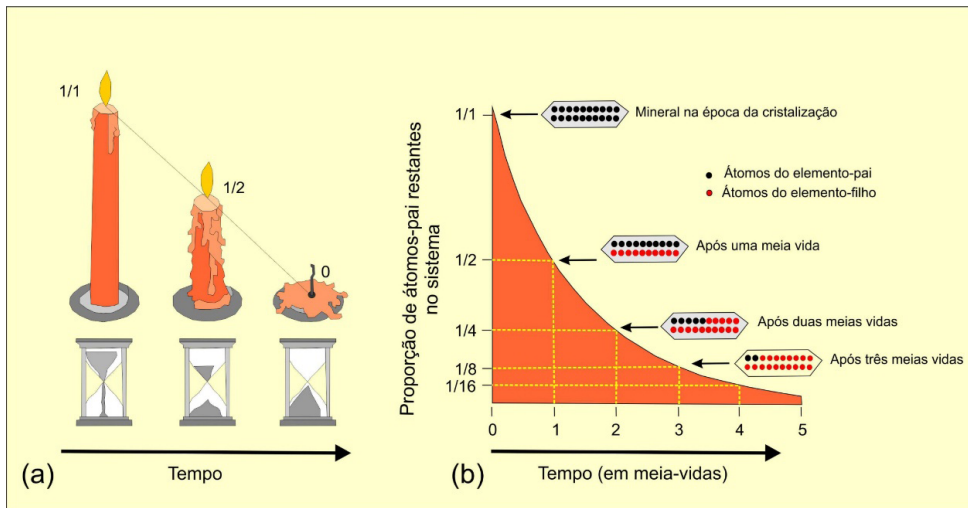 1/1
1/2
0
Tempo
(a)
Proporção de átomos-pai restantes
no sistema
1/1
1/2
1/4
1/8
1/16
Mineral na época da cristalização
Átomos do elemento-pai
Átomos do elemento-filho
Após uma meia vida
Após duas meias vidas
Após três meias vidas
0 1 2 3 4 5
Tempo (em meia-vidas)
(b)